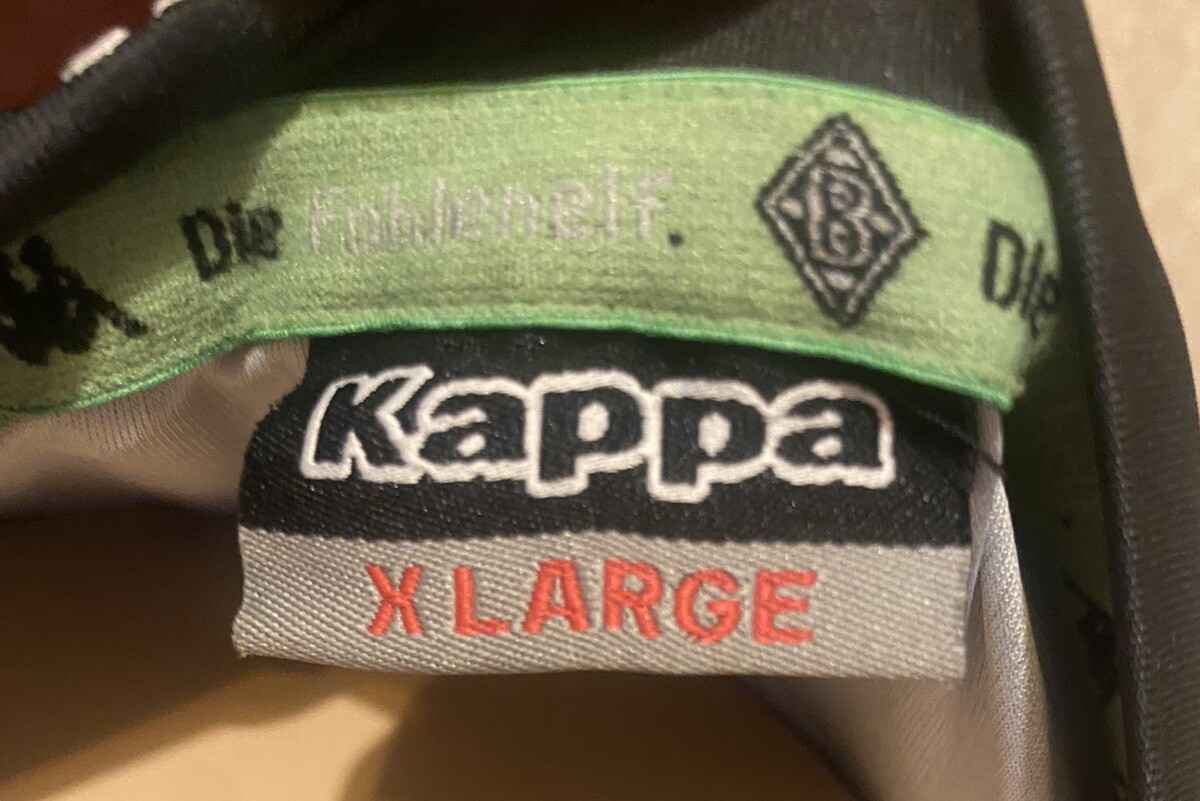 Die Fohlenelf. B Die
Kappa
X LARGE